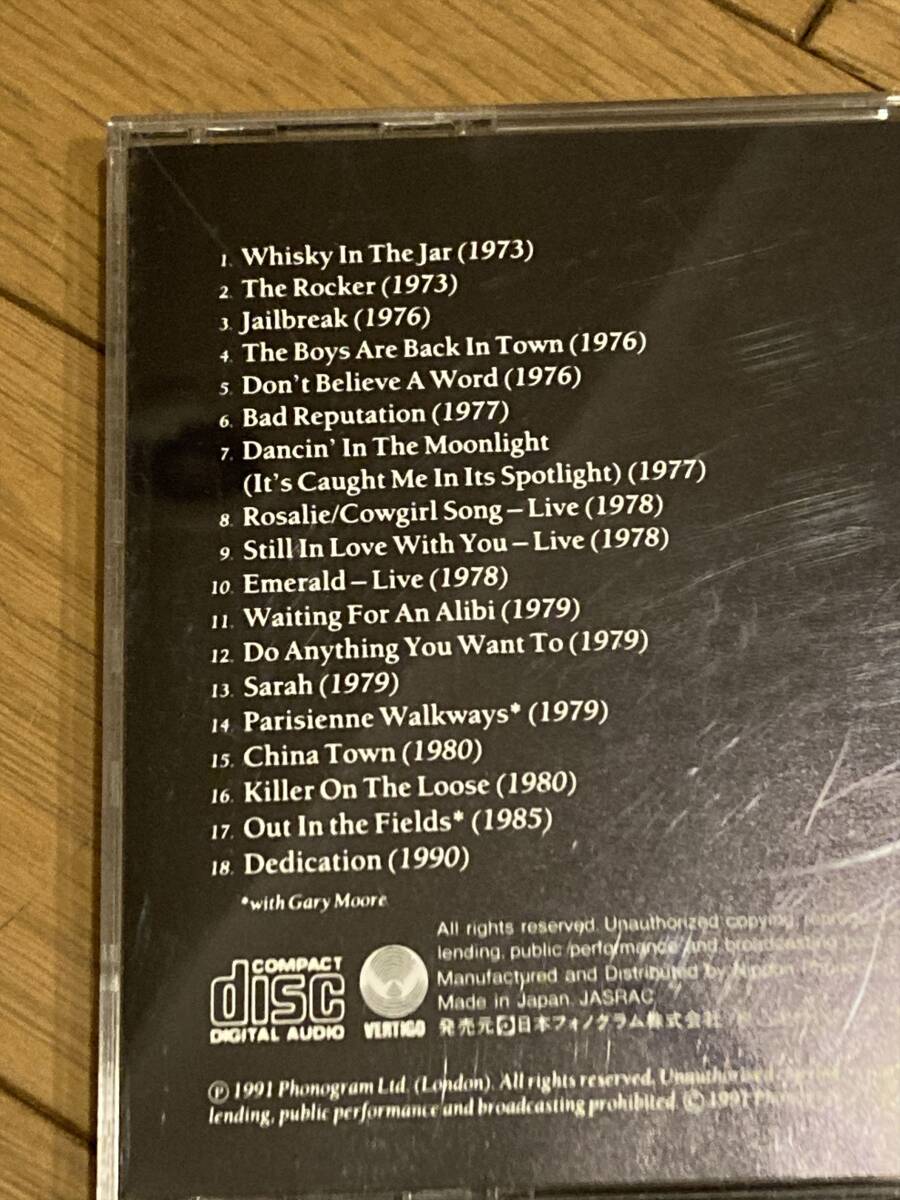 1. Whisky In The Jar (1973)
2. The Rocker (1973)
3. Jailbreak (1976)
4. The Boys Are Back In Town (1976)
5. Don't Believe A Word (1976)
6. Bad Reputation (1977)
7. Dancin' In The Moonlight
(It's Caught Me In Its Spotlight) (1977)
8. Rosalie/Cowgirl Song – Live (1978)
9. Still In Love With You – Live (1978)
10. Emerald – Live (1978)
11. Waiting For An Alibi (1979)
12. Do Anything You Want To (1979)
13. Sarah (1979)
14. Parisienne Walkways* (1979)
15. China Town (1980)
16. Killer On The Loose (1980)
17. Out In the Fields* (1985)
18. Dedication (1990)
*with Gary Moore
COMPACT
disc
DIGITAL AUDIO
VERTIGO
All rights reserved. Unauthorized copying,
lending, public performance and broadcasting
Manufactured and Distributed by Nippon
Made in Japan. JASRAC
発売元 日本フォノグラム株式会社
℗ 1991 Phonogram Ltd. (London). All rights reserved. Unauthorised
lending, public performance and broadcasting prohibited. © 1991